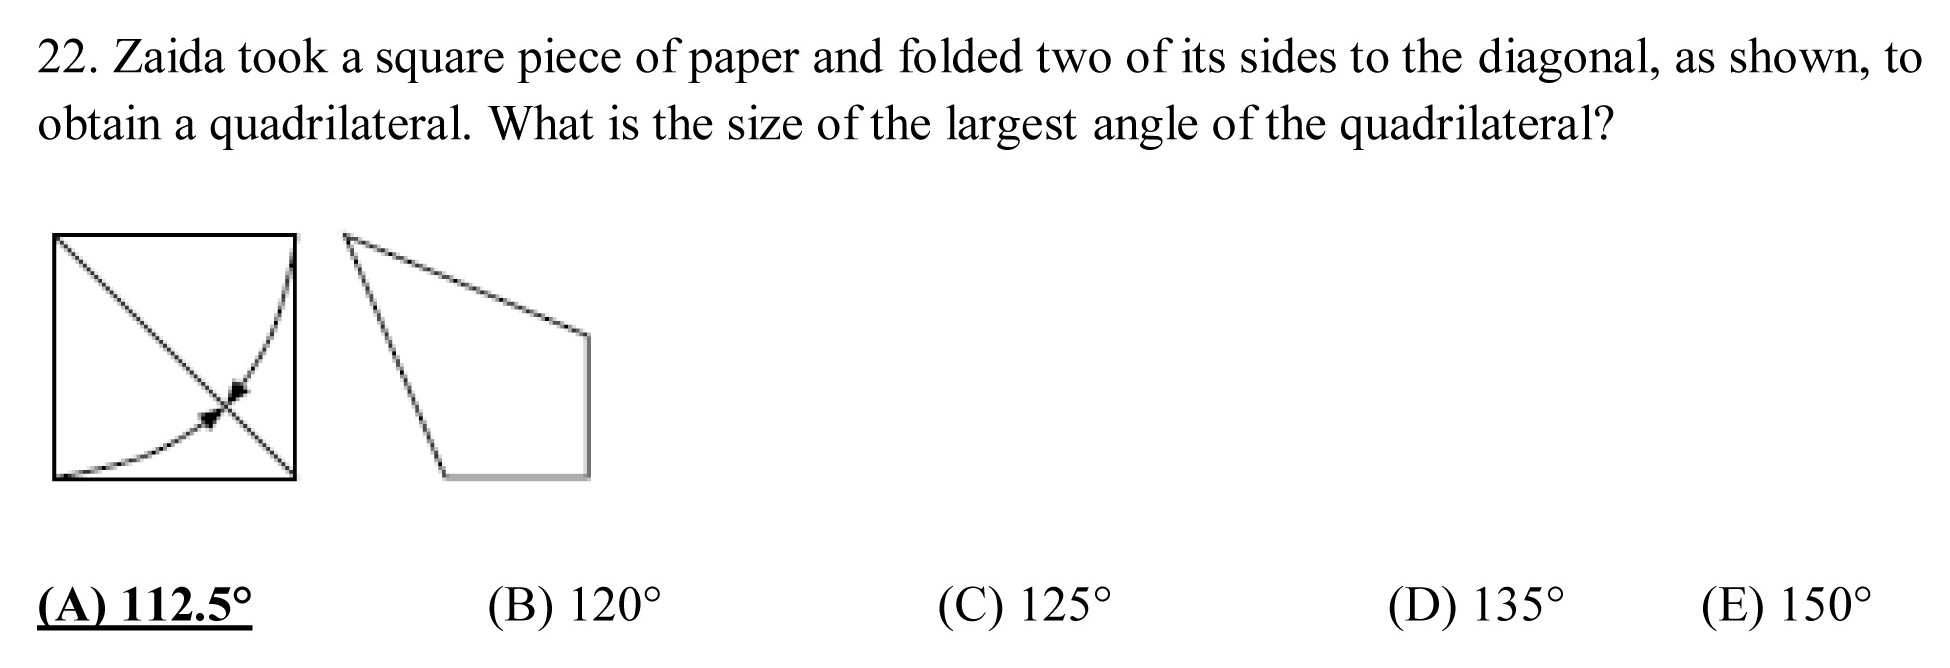 22. Zaida took a square piece of paper and folded two of its sides to the diagonal, as shown, to
obtain a quadrilateral. What is the size of the largest angle of the quadrilateral?
(A) 112.5° (B) 120° (C) 125° (D) 135° (E) 150°